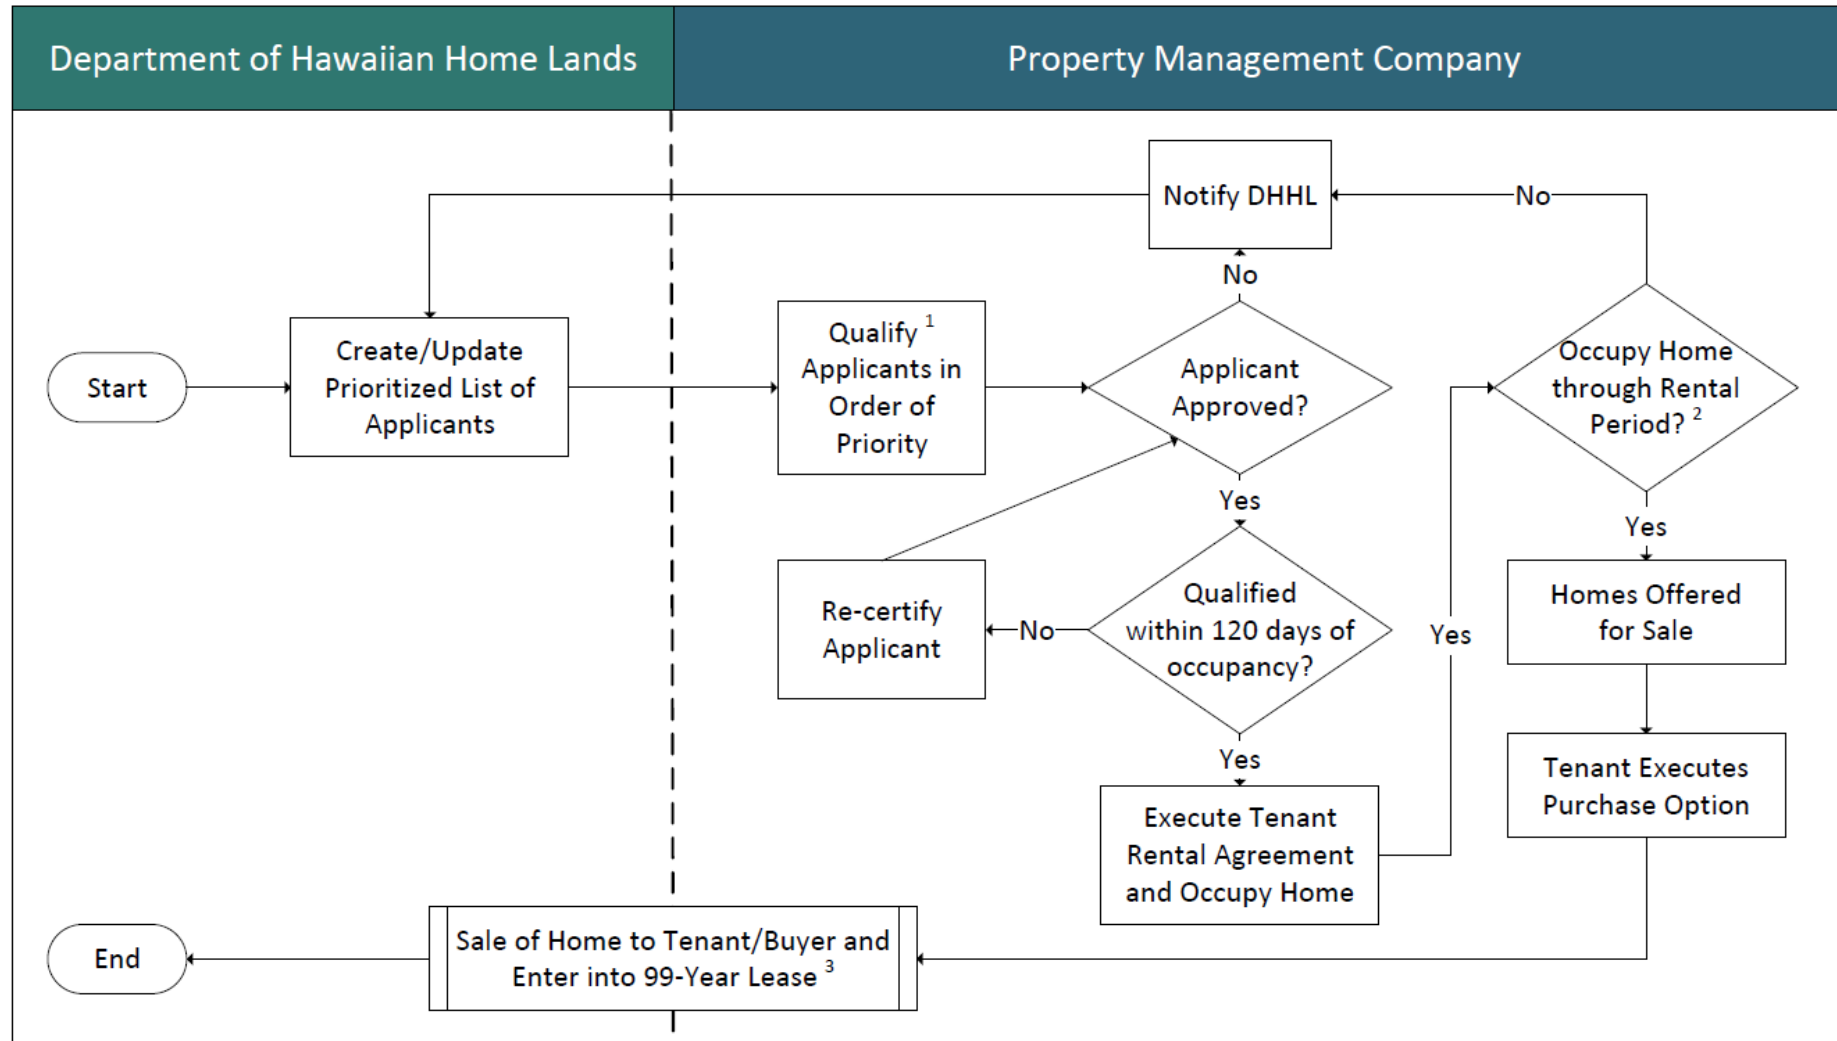 Department of Hawaiian Home Lands
Property Management Company
Notify DHHL
No
No
Start
Create/Update
Prioritized List of
Applicants
Qualify 1
Applicants in
Order of
Priority
Applicant
Approved?
Occupy Home
through Rental
Period? 2
Yes
Yes
Re-certify
Applicant
No
Qualified
within 120 days of
occupancy?
Yes
Homes Offered
for Sale
Yes
Execute Tenant
Rental Agreement
and Occupy Home
Tenant Executes
Purchase Option
Sale of Home to Tenant/Buyer and
Enter into 99-Year Lease 3
End